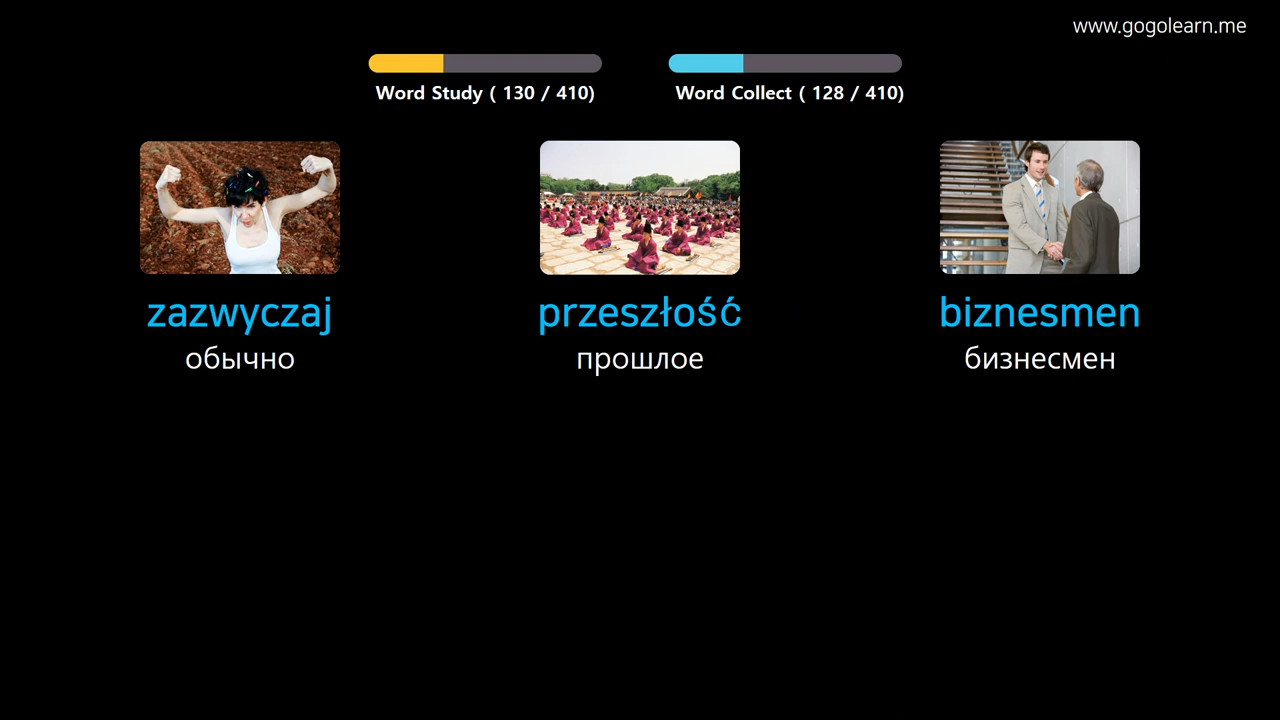 www.gogolearn.me
Word Study ( 130 / 410)
Word Collect ( 128 / 410)
zazwyczaj
обычно
przeszłość
прошлое
biznesmen
бизнесмен